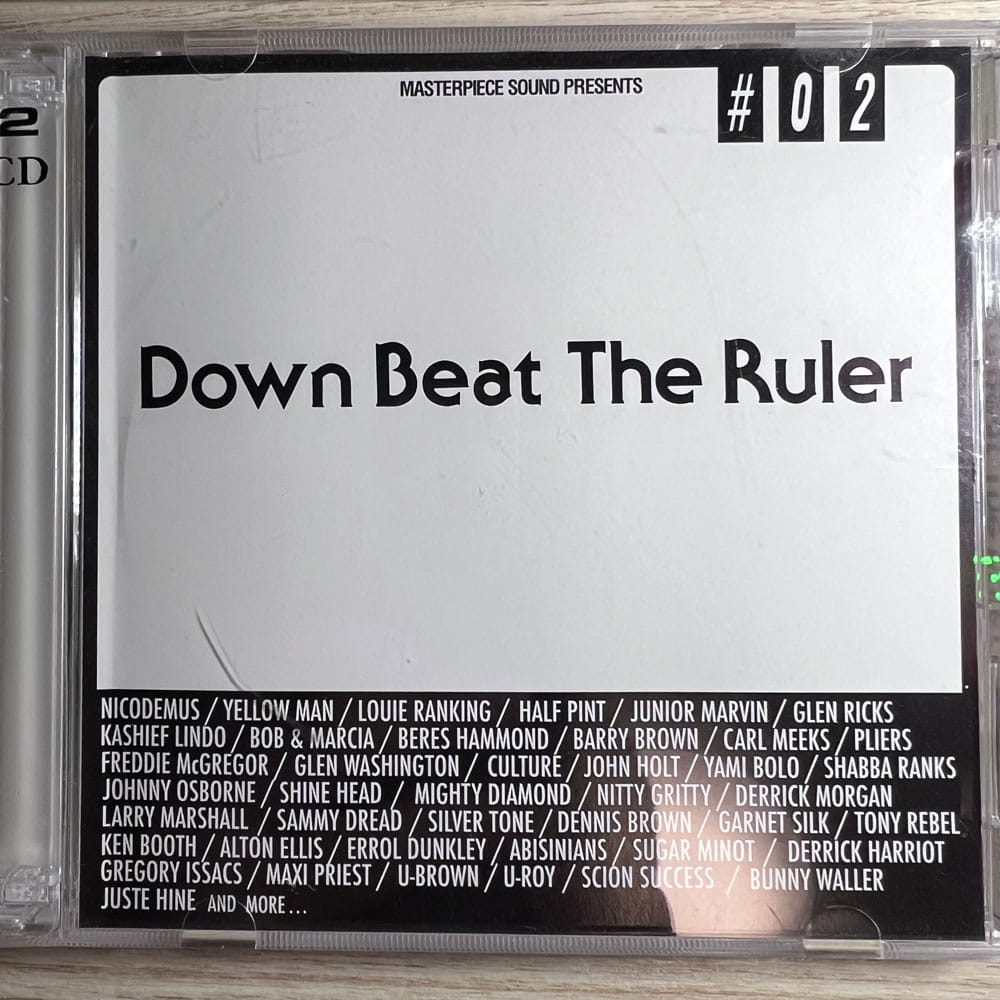 MASTERPIECE SOUND PRESENTS
#02
2
CD
Down Beat The Ruler
NICODEMUS / YELLOW MAN / LOUIE RANKING / HALF PINT / JUNIOR MARVIN / GLEN RICKS
KASHIEF LINDO / BOB & MARCIA / BERES HAMMOND / BARRY BROWN / CARL MEEKS / PLIERS
FREDDIE McGREGOR / GLEN WASHINGTON / CULTURE / JOHN HOLT / YAMI BOLO / SHABBA RANKS
JOHNNY OSBORNE / SHINE HEAD / MIGHTY DIAMOND / NITTY GRITTY / DERRICK MORGAN
LARRY MARSHALL / SAMMY DREAD / SILVER TONE / DENNIS BROWN / GARNET SILK / TONY REBEL
KEN BOOTH / ALTON ELLIS / ERROL DUNKLEY / ABISINIANS / SUGAR MINOT / DERRICK HARRIOT
GREGORY ISSACS / MAXI PRIEST / U-BROWN / U-ROY / SCION SUCCESS / BUNNY WALLER
JUSTE HINE AND MORE...